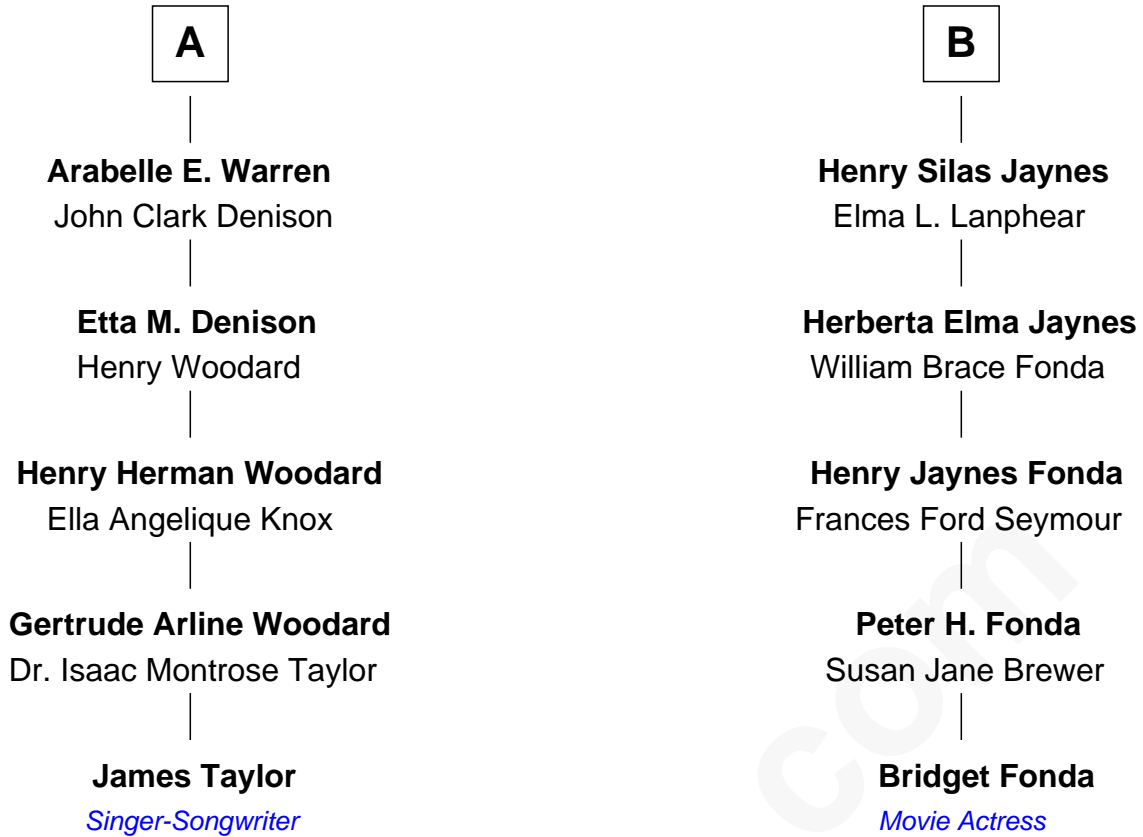 A
Arabelle E. Warren
John Clark Denison
Etta M. Denison
Henry Woodard
Henry Herman Woodard
Ella Angelique Knox
Gertrude Arline Woodard
Dr. Isaac Montrose Taylor
James Taylor
Singer-Songwriter
B
Henry Silas Jaynes
Elma L. Lanphear
Herberta Elma Jaynes
William Brace Fonda
Henry Jaynes Fonda
Frances Ford Seymour
Peter H. Fonda
Susan Jane Brewer
Bridget Fonda
Movie Actress
com